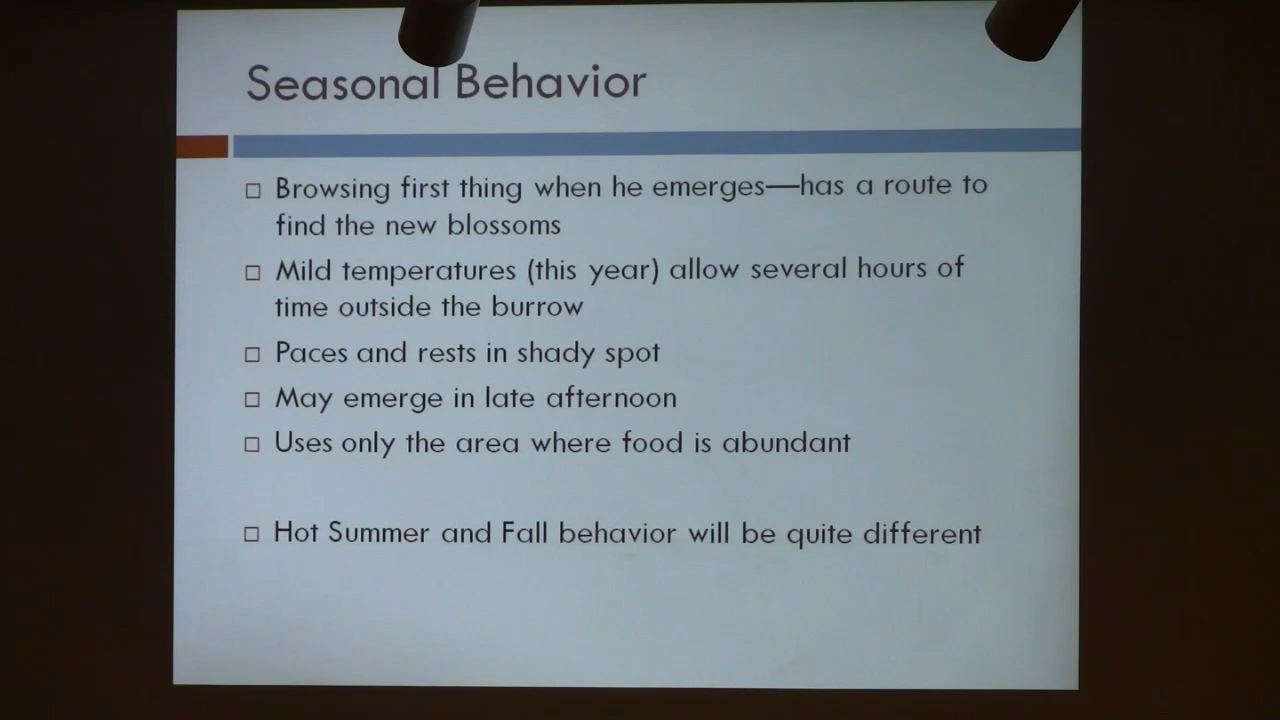 Seasonal Behavior
Browsing first thing when he emerges—has a route to
find the new blossoms
Mild temperatures (this year) allow several hours of
time outside the burrow
Paces and rests in shady spot
May emerge in late afternoon
Uses only the area where food is abundant
Hot Summer and Fall behavior will be quite different